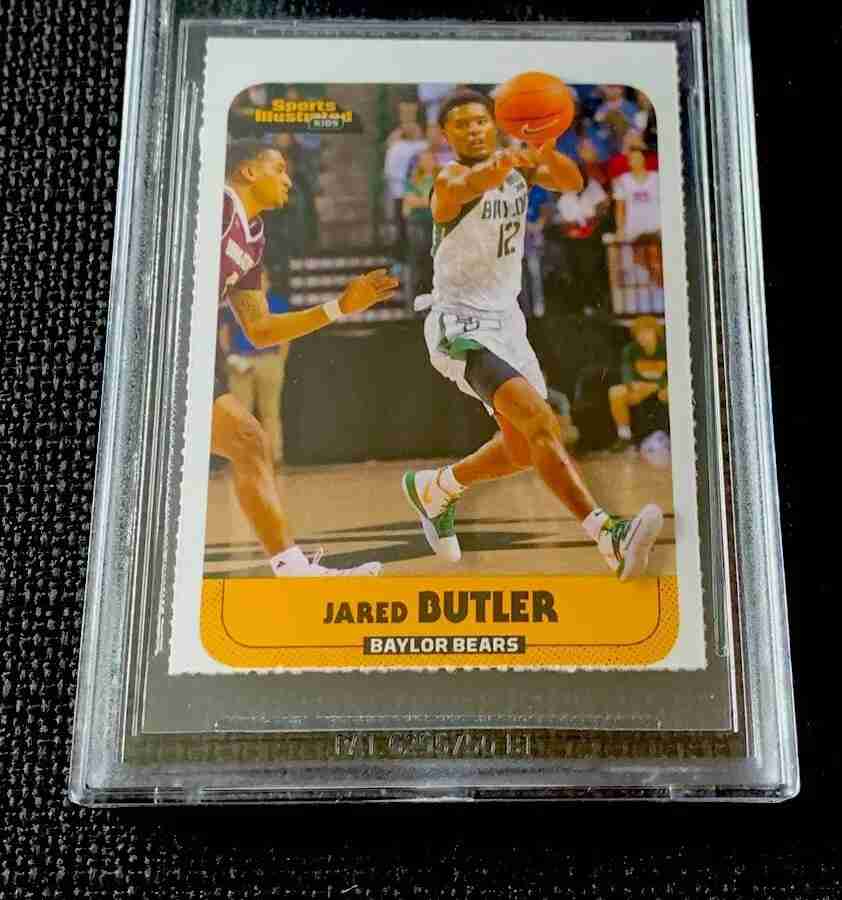 Sports
Illustrated
KIDS
BAYLOR
12
JARED BUTLER
BAYLOR BEARS